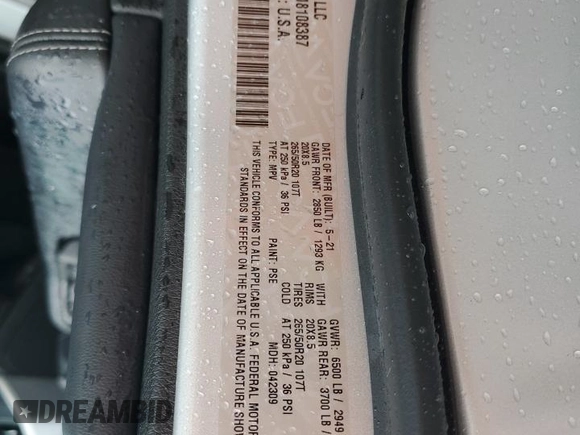 LLC
18108387
: U.S.A.
DATE OF MFR (BUILT): 5-21 GVWR: 6500 LB / 2949
GAWR FRONT: 2850 LB / 1293 KG WITH GAWR REAR: 3700 LB /
20X8.5 RIMS 20X8.5
265/50R20 107T TIRES 265/50R20 107T
AT 250 kPa / 36 PSI COLD AT 250 kPa / 36 PSI
TYPE: MPV PAINT: PSE MDH: 042309
THIS VEHICLE CONFORMS TO ALL APPLICABLE U.S.A. FEDERAL MOTOR
STANDARDS IN EFFECT ON THE DATE OF MANUFACTURE SHOW
DREAMBID